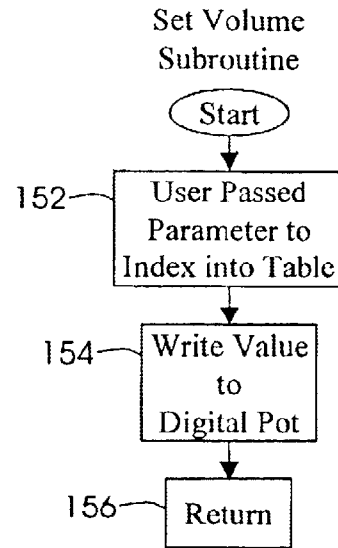 Set Volume
Subroutine
Start
152
User Passed
Parameter to
Index into Table
154
Write Value
to
Digital Pot
156
Return